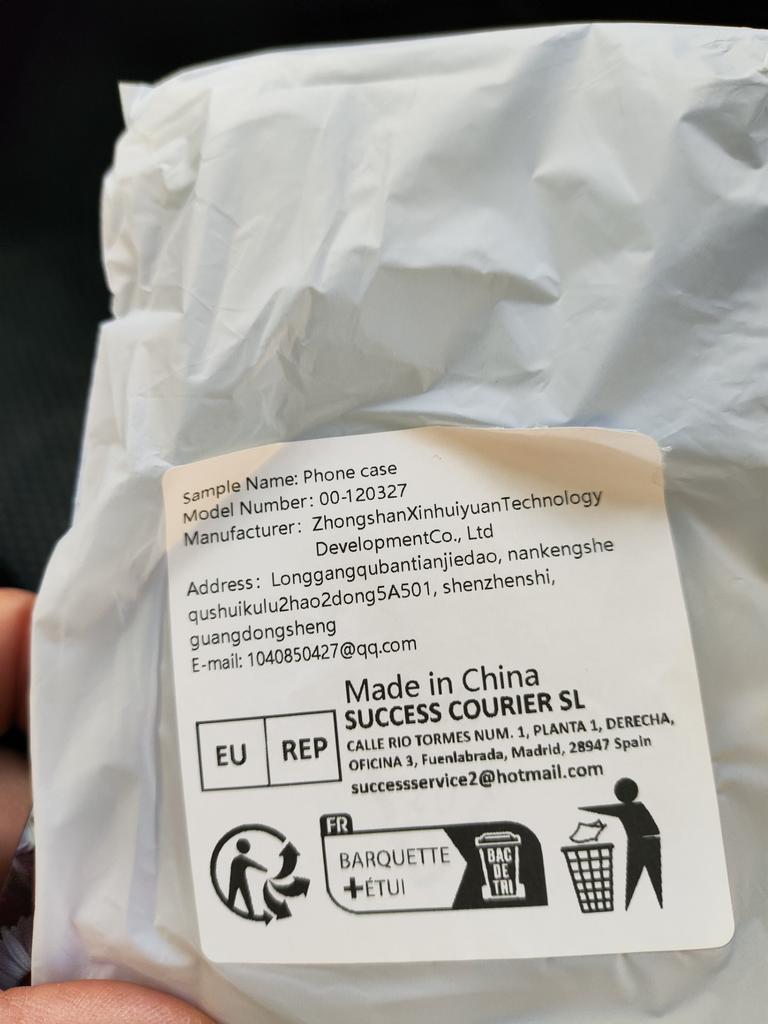 Sample Name: Phone case
Model Number: 00-120327
Manufacturer: ZhongshanXinhuiyuanTechnology
DevelopmentCo., Ltd
Address: Longgangqubantianjiedao, nankengshe
qushuikulu2hao2dong5A501, shenzhenshi,
guangdongsheng
E-mail: 1040850427@qq.com
Made in China
EU REP
SUCCESS COURIER SL
CALLE RIO TORMES NUM. 1, PLANTA 1, DERECHA,
OFICINA 3, Fuenlabrada, Madrid, 28947 Spain
successservice2@hotmail.com
FR
BARQUETTE
+ÉTUI
BAC
DE
TRI